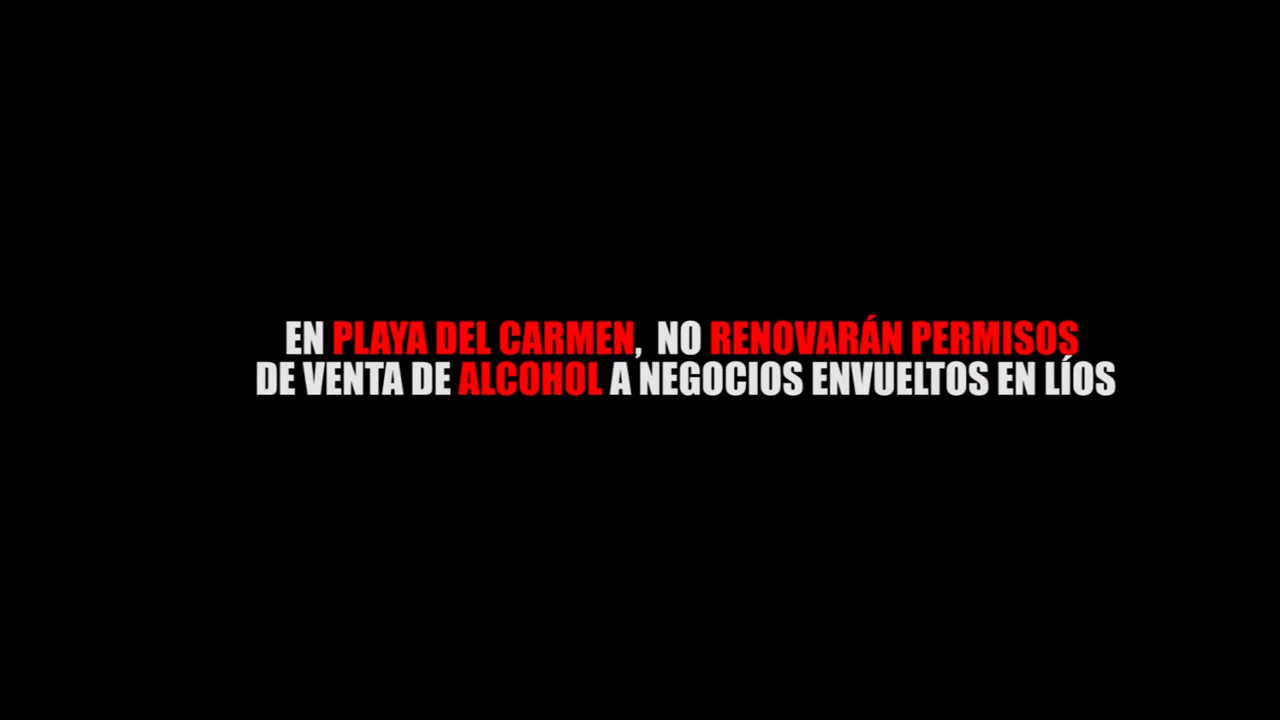 EN PLAYA DEL CARMEN,  NO RENOVARÁN PERMISOS
DE VENTA DE ALCOHOL A NEGOCIOS ENVUELTOS EN LÍOS